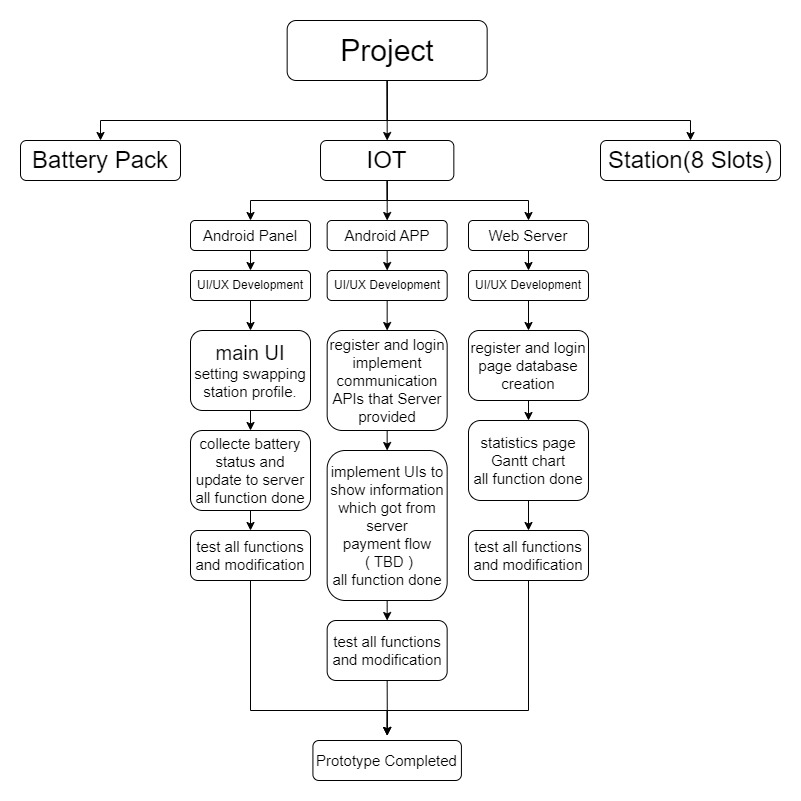 Project
Battery Pack
IOT
Station(8 Slots)
Android Panel
Android APP
Web Server
UI/UX Development
UI/UX Development
UI/UX Development
main UI
setting swapping
station profile.
register and login
implement
communication
APIs that Server
provided
register and login
page database
creation
collecte battery
status and
update to server
all function done
implement UIs to
show information
which got from
server
payment flow
( TBD )
all function done
statistics page
Gantt chart
all function done
test all functions
and modification
test all functions
and modification
test all functions
and modification
Prototype Completed